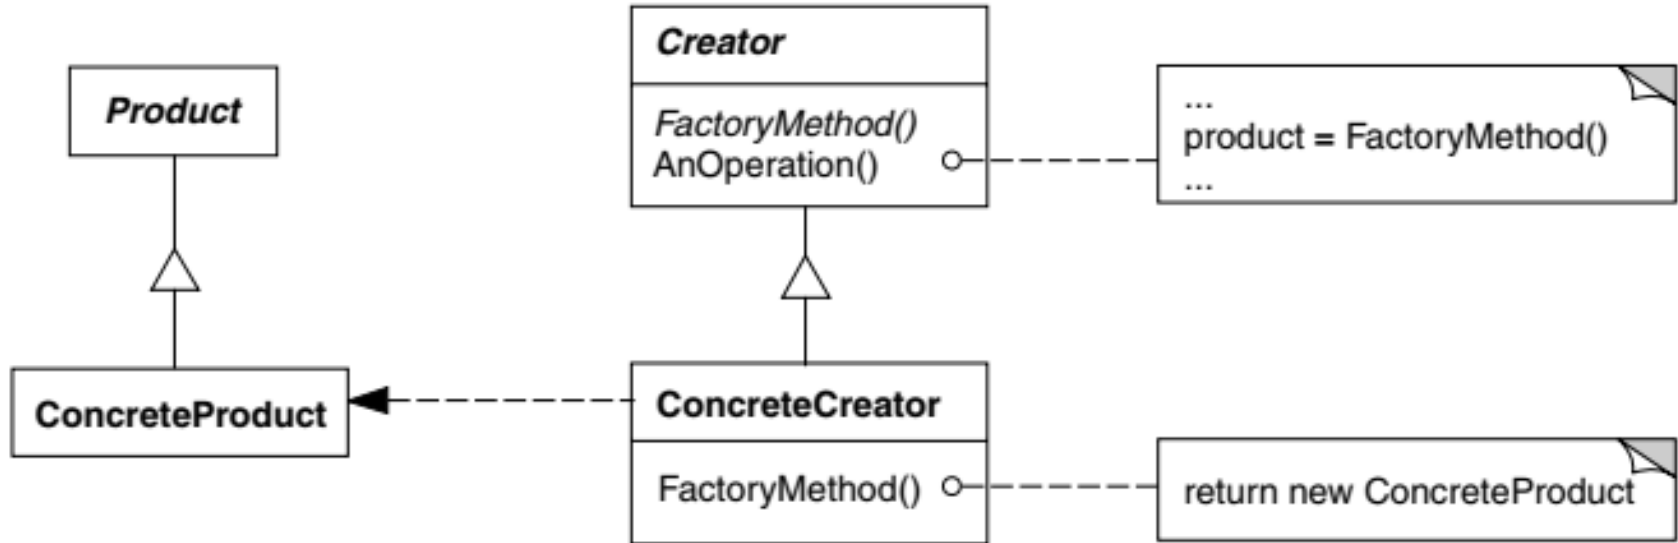 Product
ConcreteProduct
Creator
FactoryMethod()
AnOperation()
...
product = FactoryMethod()
...
ConcreteCreator
FactoryMethod()
return new ConcreteProduct